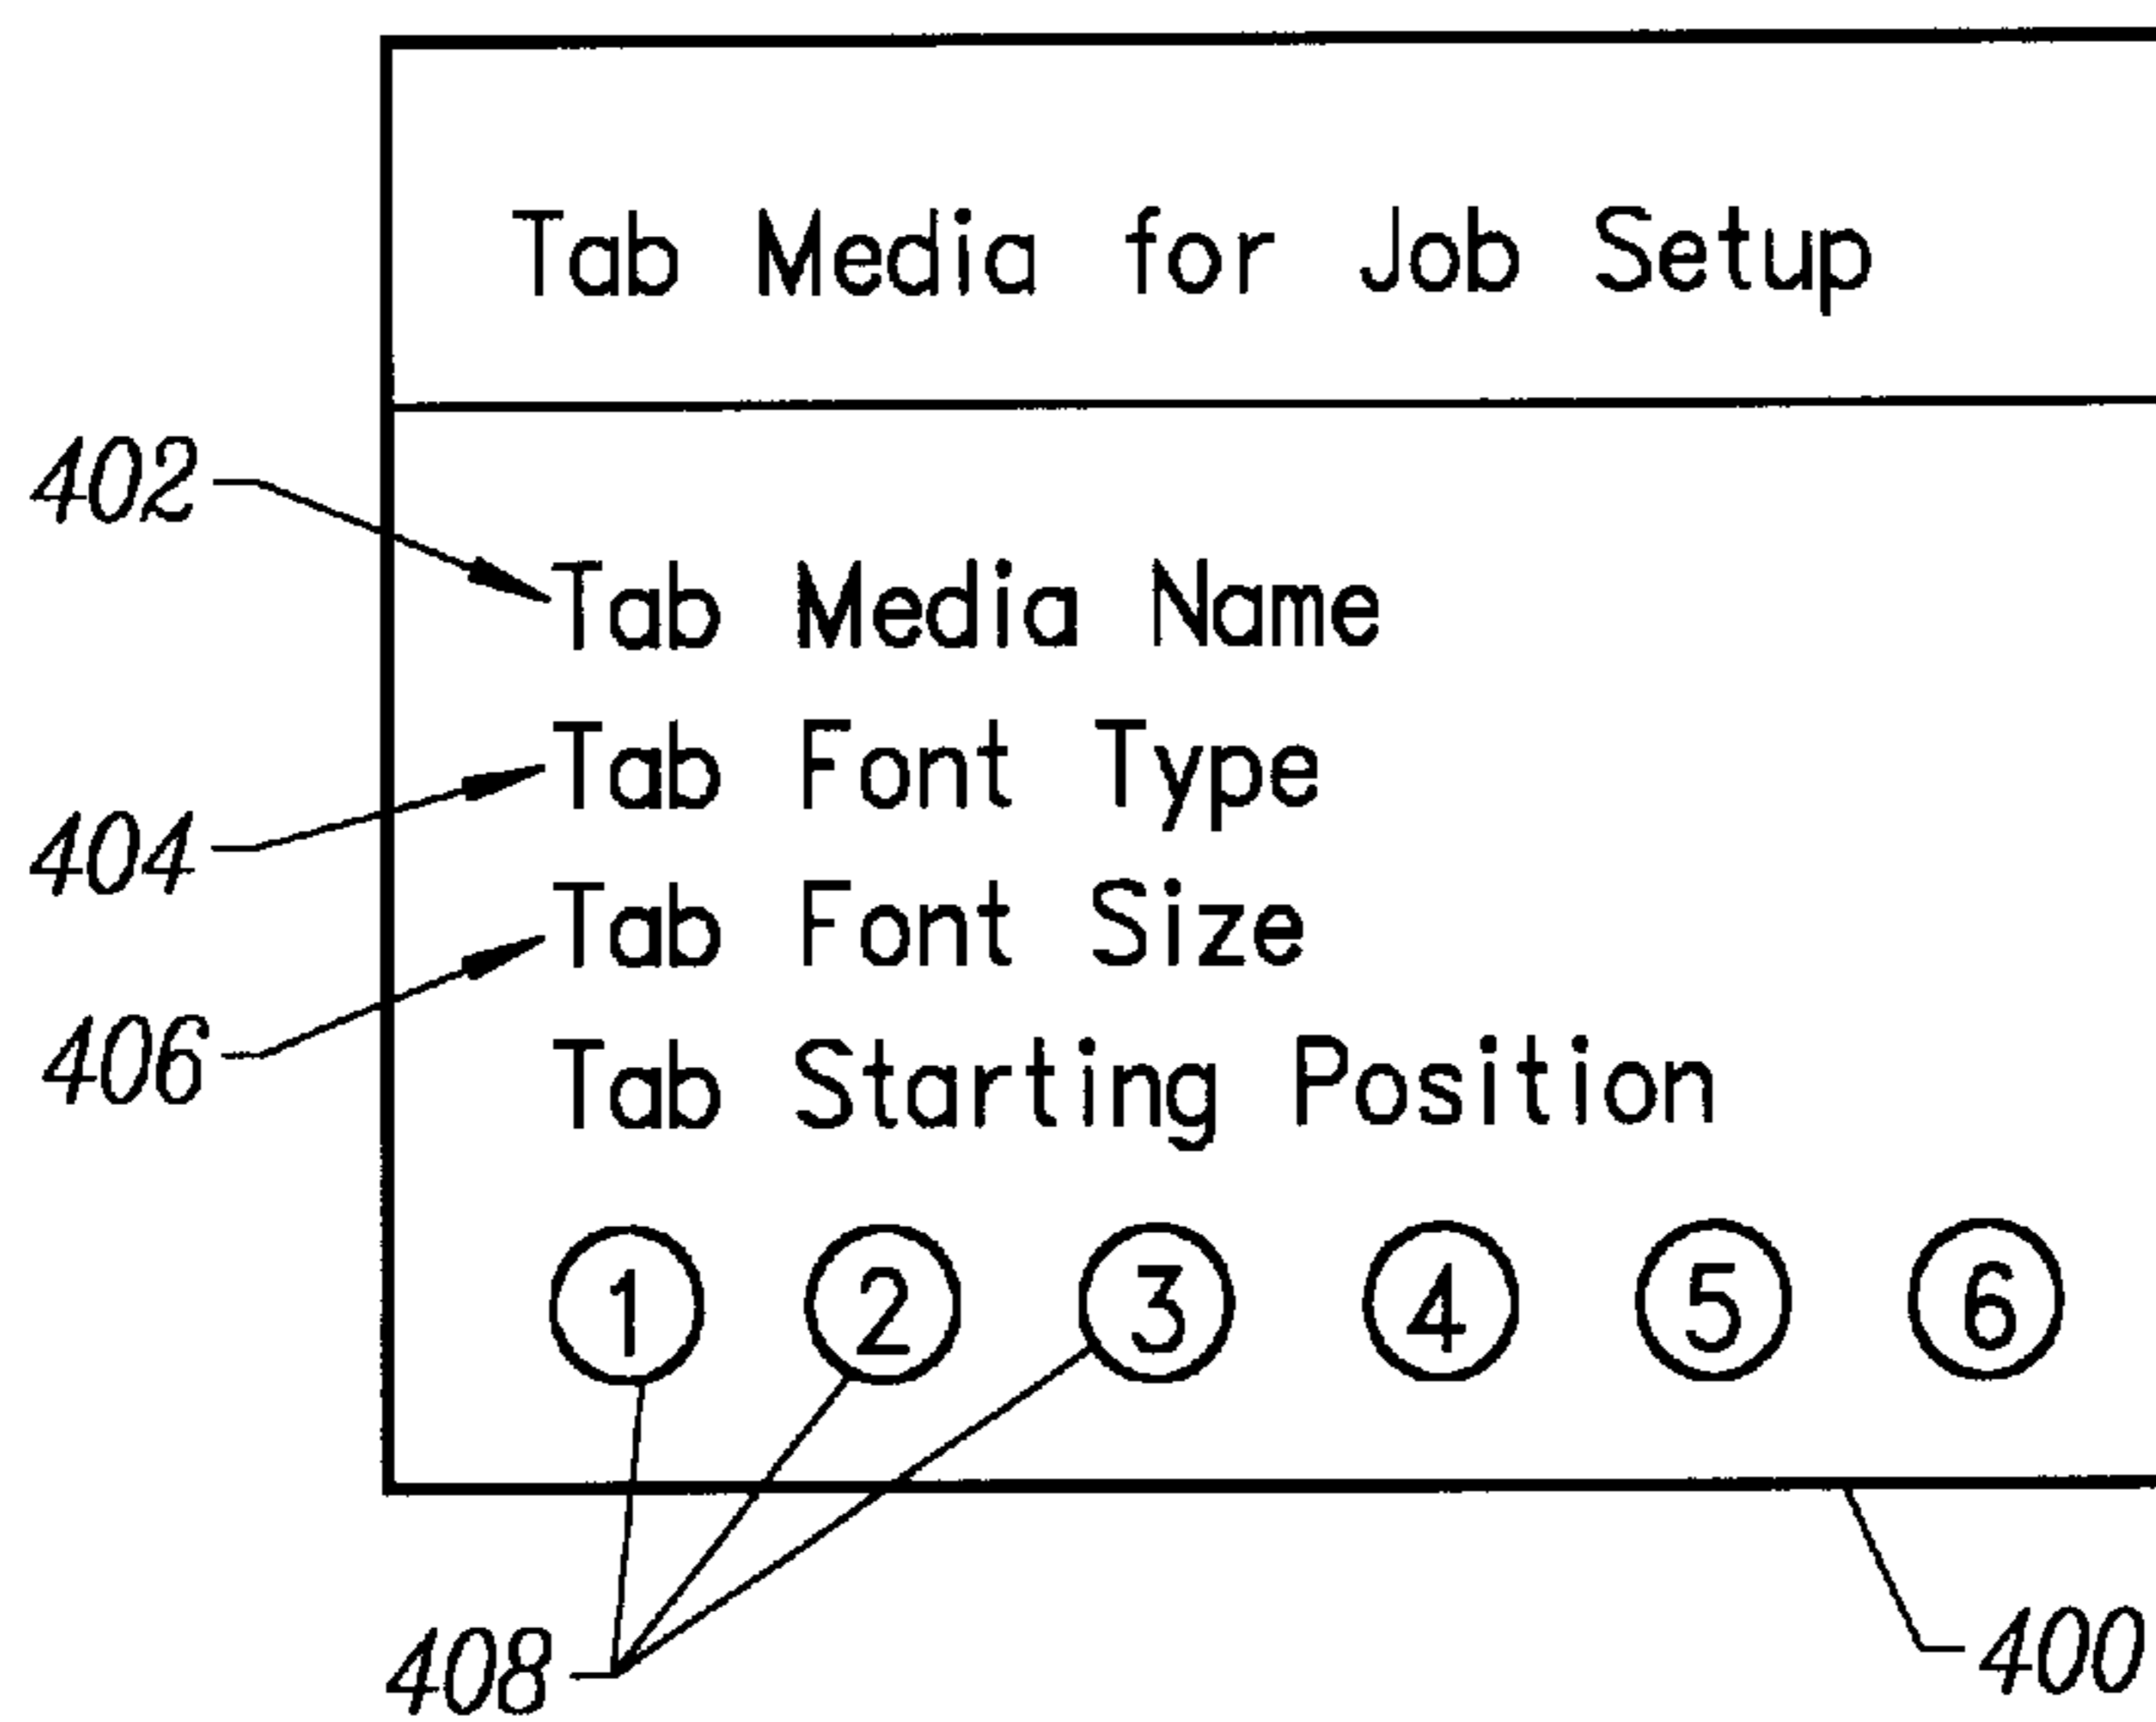 Tab Media for Job Setup
402
Tab Media Name
Tab Font Type
404
Tab Font Size
406
Tab Starting Position
1 2 3 4 5 6
408
400